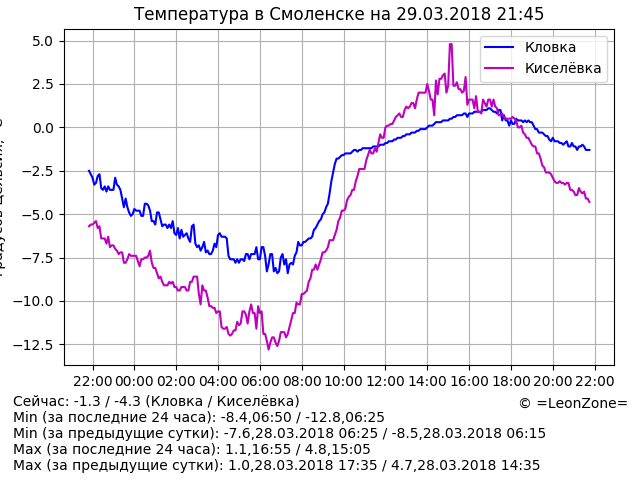 Температура в Смоленске на 29.03.2018 21:45
Кловка
Киселёвка
5.0
2.5
0.0
−2.5
−5.0
−7.5
−10.0
−12.5
22:00 00:00 02:00 04:00 06:00 08:00 10:00 12:00 14:00 16:00 18:00 20:00 22:00
Сейчас: -1.3 / -4.3 (Кловка / Киселёвка)
© =LeonZone=
Min (за последние 24 часа): -8.4,06:50 / -12.8,06:25
Min (за предыдущие сутки): -7.6,28.03.2018 06:25 / -8.5,28.03.2018 06:15
Max (за последние 24 часа): 1.1,16:55 / 4.8,15:05
Max (за предыдущие сутки): 1.0,28.03.2018 17:35 / 4.7,28.03.2018 14:35